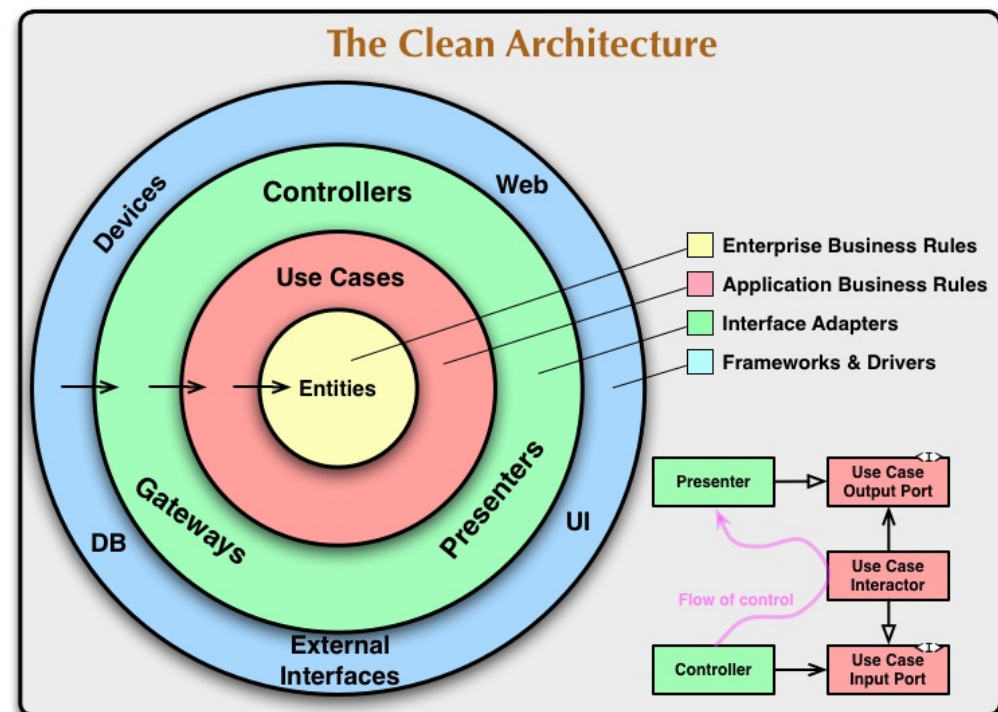 The Clean Architecture
Devices
Web
Controllers
Use Cases
Entities
Gateways
Presenters
DB
UI
External
Interfaces
Enterprise Business Rules
Application Business Rules
Interface Adapters
Frameworks & Drivers
Presenter
<I>
Use Case
Output Port
Flow of control
Use Case
Interactor
Controller
<I>
Use Case
Input Port